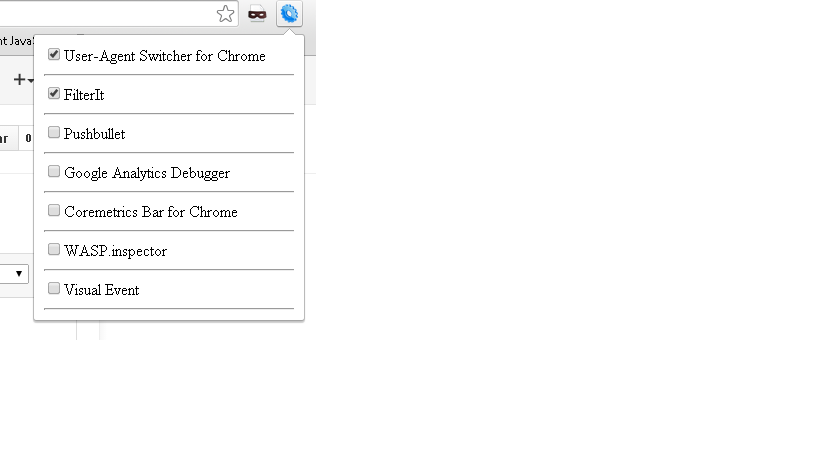 nt Java
User-Agent Switcher for Chrome
FilterIt
Pushbullet
ar 0
Google Analytics Debugger
Coremetrics Bar for Chrome
WASP.inspector
Visual Event